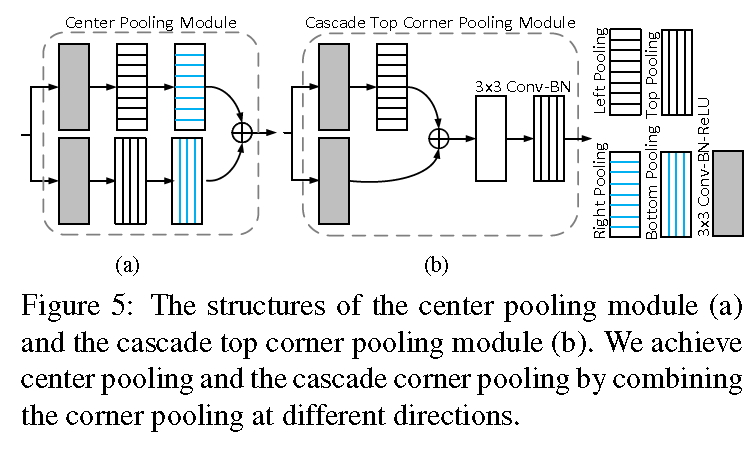 Center Pooling Module
Cascade Top Corner Pooling Module
3x3 Conv-BN
Left Pooling
Top Pooling
Right Pooling
Bottom Pooling
3x3 Conv-BN-ReLU
(a)
(b)
Figure 5: The structures of the center pooling module (a)
and the cascade top corner pooling module (b). We achieve
center pooling and the cascade corner pooling by combining
the corner pooling at different directions.